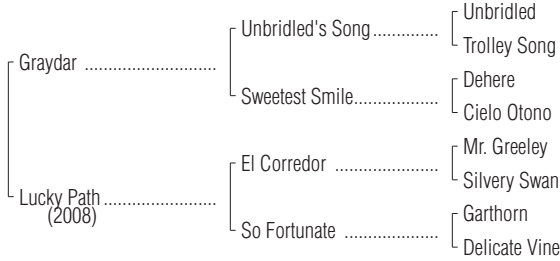 Unbridled
Unbridled's Song..............
Trolley Song
Graydar ............................
Dehere
Sweetest Smile..................
Cielo Otono
Mr. Greeley
El Corredor ......................
Silvery Swan
Lucky Path........................
(2008)
Garthorn
So Fortunate ....................
Delicate Vine